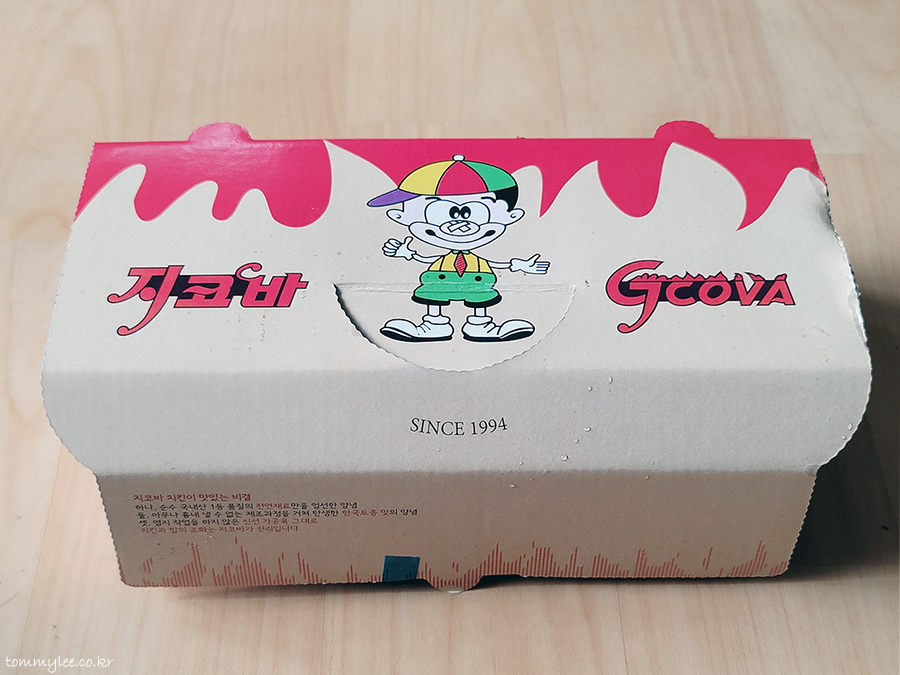 지코바
GCOVA
SINCE 1994
지코바 치킨이 맛있는 비결
하나, 순수 국내산 1등 품질의 천연재료만을 엄선한 양념
둘, 아무나 흉내 낼 수 없는 제조과정을 거쳐 탄생한 한국토종 맛의 양념
셋, 염지 작업을 하지 않은 신선 가공육 그대로
치킨과 밥의 조화는 지코바가 진리입니다.
tommylee.co.kr